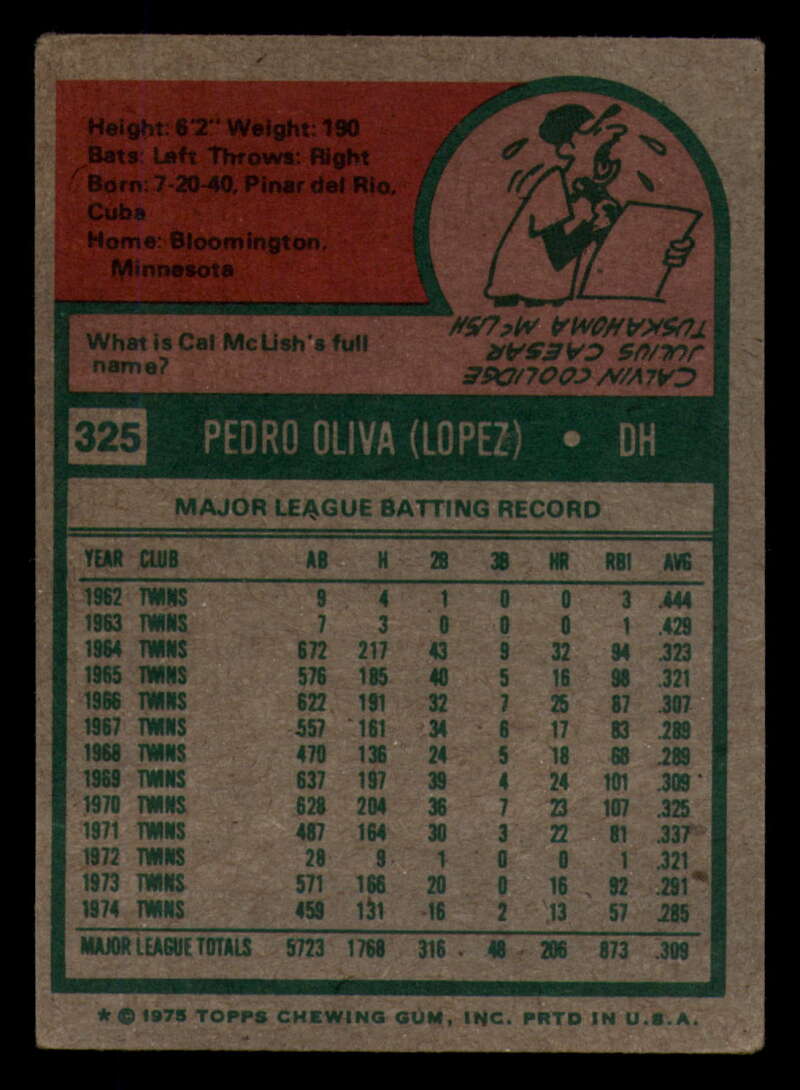 Height: 6'2" Weight: 190
Bats: Left Throws: Right
Born: 7-20-40, Pinar del Rio,
Cuba
Home: Bloomington,
Minnesota
What is Cal McLish's full
name?
CALVIN COOLIDGE
JULIUS CAESAR
TUSKAHOMA McLISH
325 PEDRO OLIVA (LOPEZ) • DH
MAJOR LEAGUE BATTING RECORD
YEAR CLUB AB H 2B 3B HR RBI AVG
1962 TWINS 9 4 1 0 0 3 .444
1963 TWINS 7 3 0 0 0 1 .429
1964 TWINS 672 217 43 9 32 94 .323
1965 TWINS 576 185 40 5 16 98 .321
1966 TWINS 622 191 32 7 25 87 .307
1967 TWINS 557 161 34 6 17 83 .289
1968 TWINS 470 136 24 5 18 68 .289
1969 TWINS 637 197 39 4 24 101 .309
1970 TWINS 628 204 36 7 23 107 .325
1971 TWINS 487 164 30 3 22 81 .337
1972 TWINS 28 9 1 0 0 1 .321
1973 TWINS 571 166 20 0 16 92 .291
1974 TWINS 459 131 16 2 13 57 .285
MAJOR LEAGUE TOTALS 5723 1768 316 48 206 873 .309
* © 1975 TOPPS CHEWING GUM, INC. PRTD IN U.S.A.